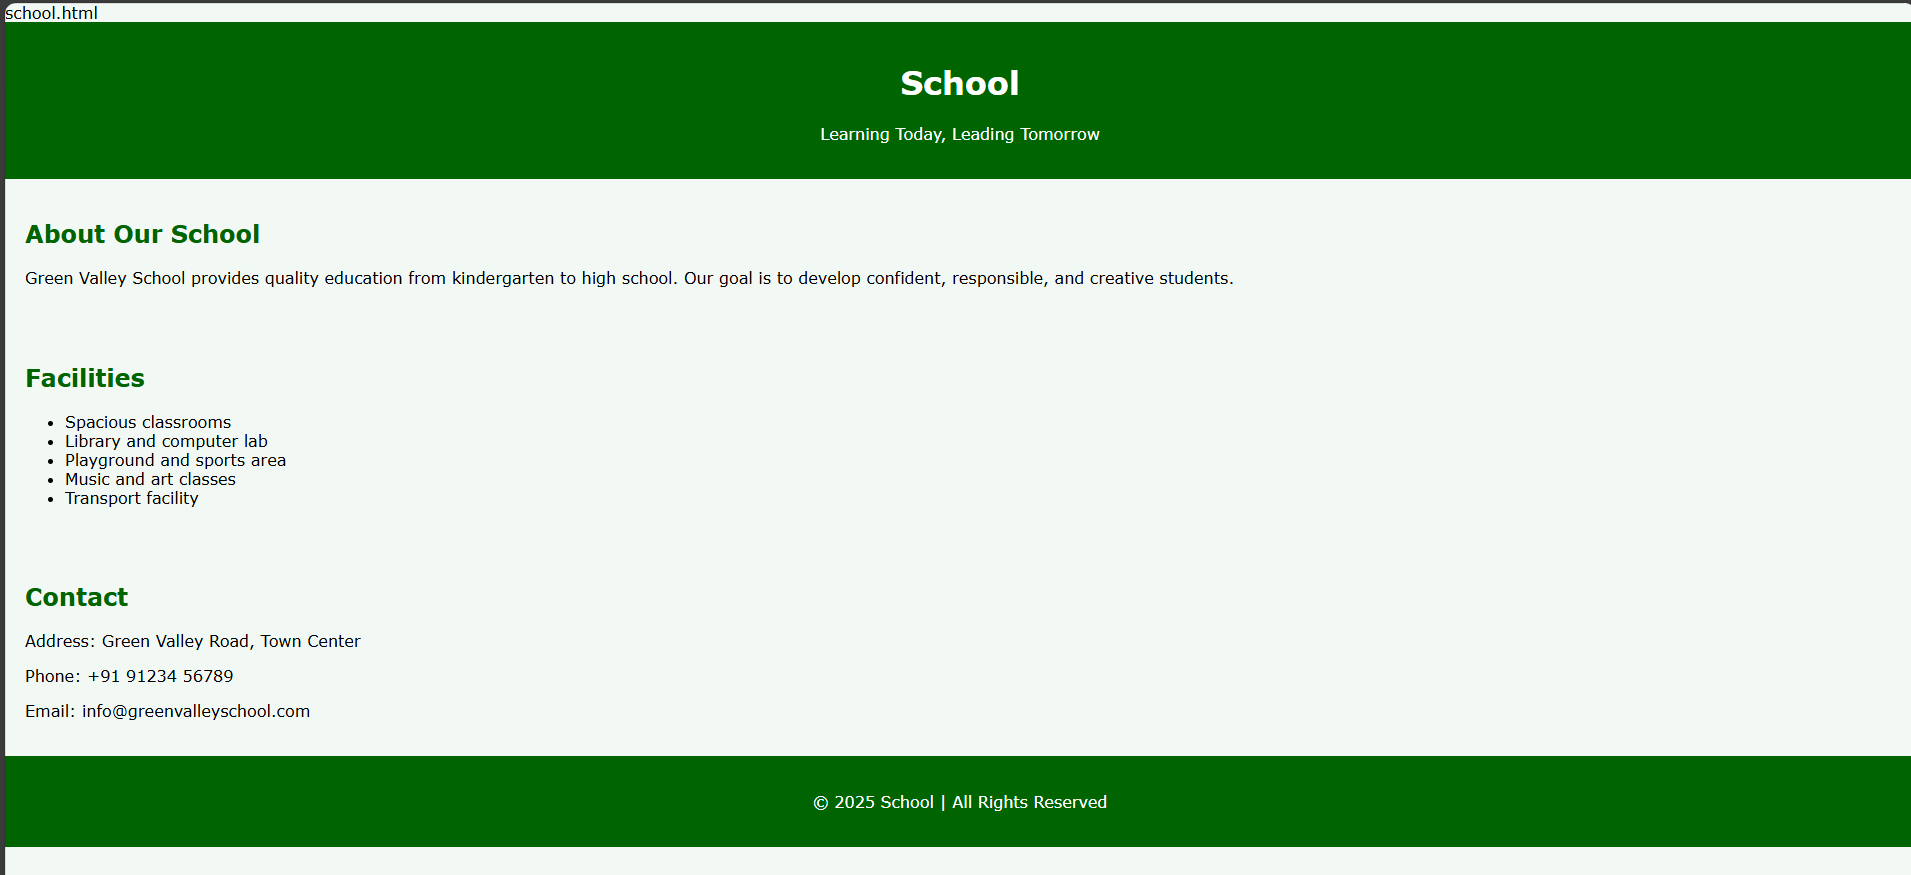 school.html
School
Learning Today, Leading Tomorrow
About Our School
Green Valley School provides quality education from kindergarten to high school. Our goal is to develop confident, responsible, and creative students.
Facilities
• Spacious classrooms
• Library and computer lab
• Playground and sports area
• Music and art classes
• Transport facility
Contact
Address: Green Valley Road, Town Center
Phone: +91 91234 56789
Email: info@greenvalleyschool.com
© 2025 School | All Rights Reserved